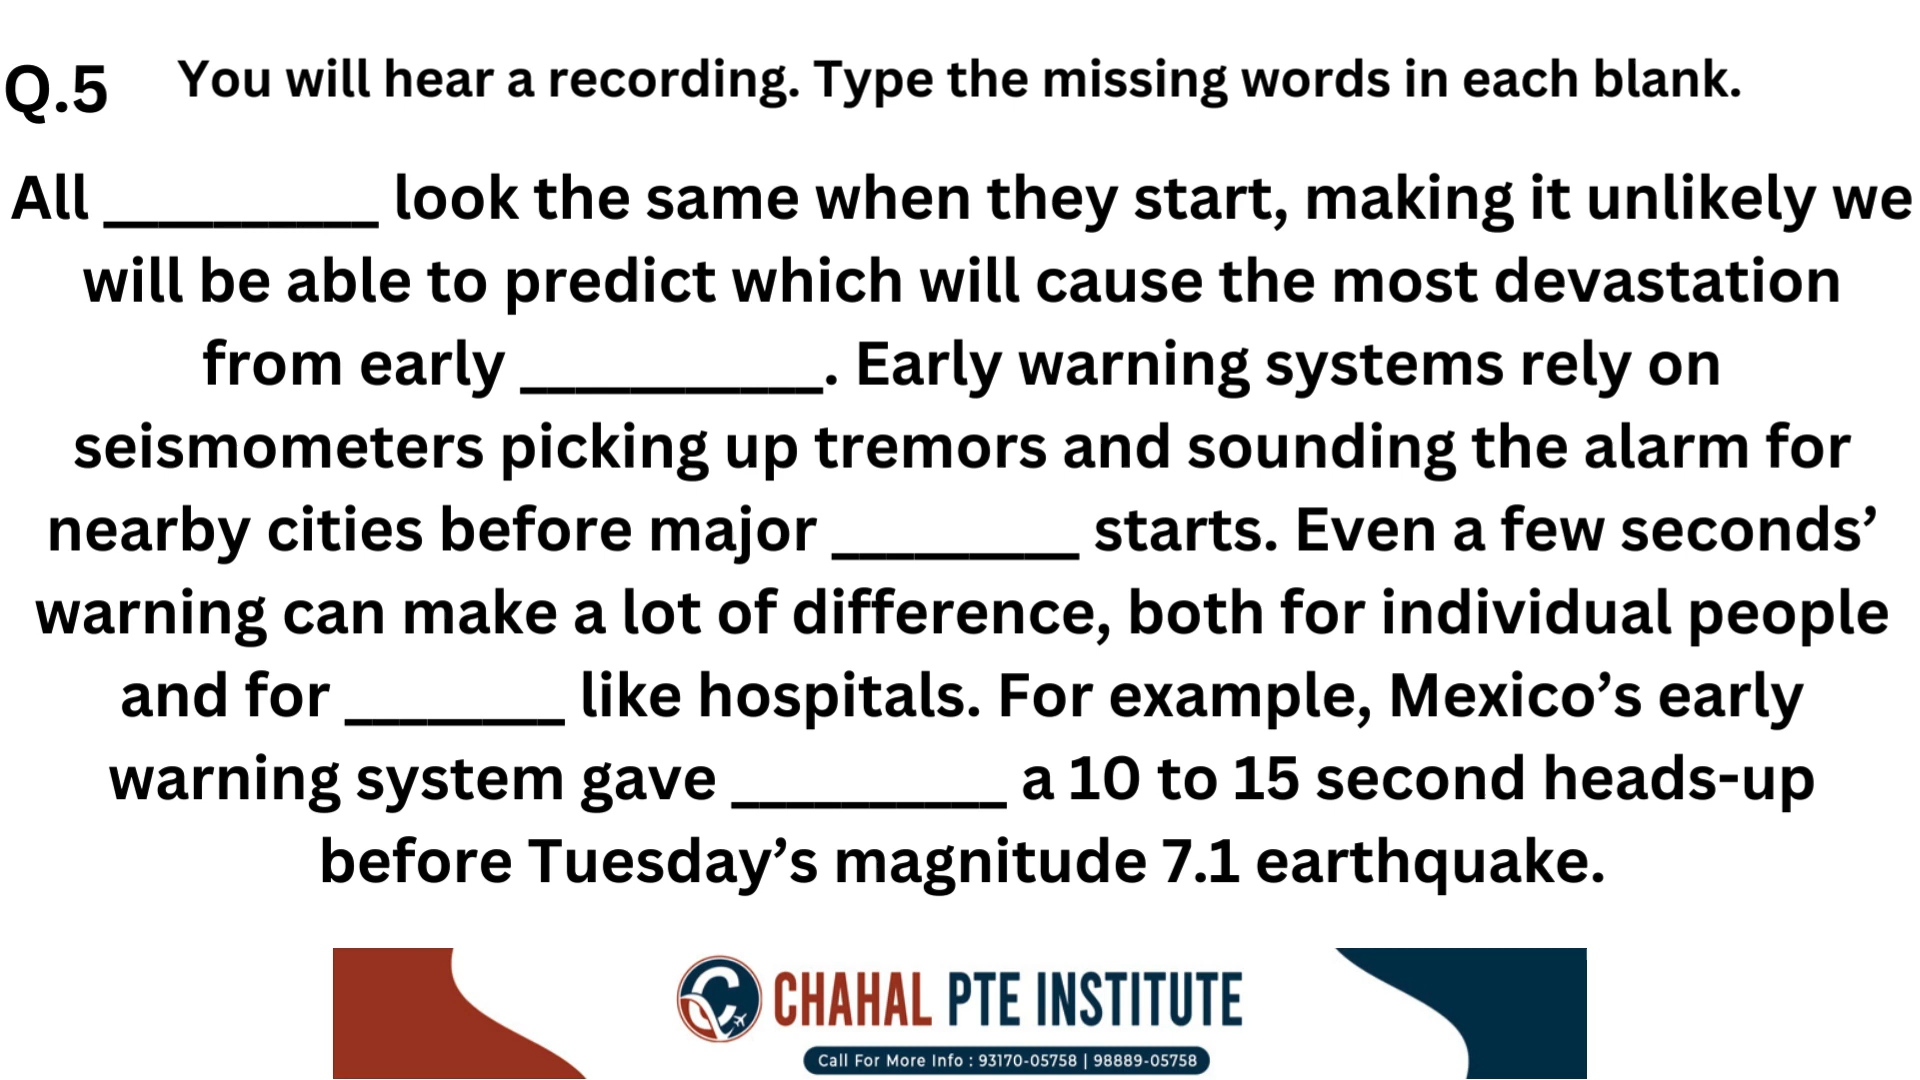 Q.5 You will hear a recording. Type the missing words in each blank.
All __________ look the same when they start, making it unlikely we
will be able to predict which will cause the most devastation
from early ___________. Early warning systems rely on
seismometers picking up tremors and sounding the alarm for
nearby cities before major _________ starts. Even a few seconds’
warning can make a lot of difference, both for individual people
and for ________ like hospitals. For example, Mexico’s early
warning system gave __________ a 10 to 15 second heads-up
before Tuesday’s magnitude 7.1 earthquake.
CHAHAL PTE INSTITUTE
Call For More Info : 93170-05758 | 98889-05758